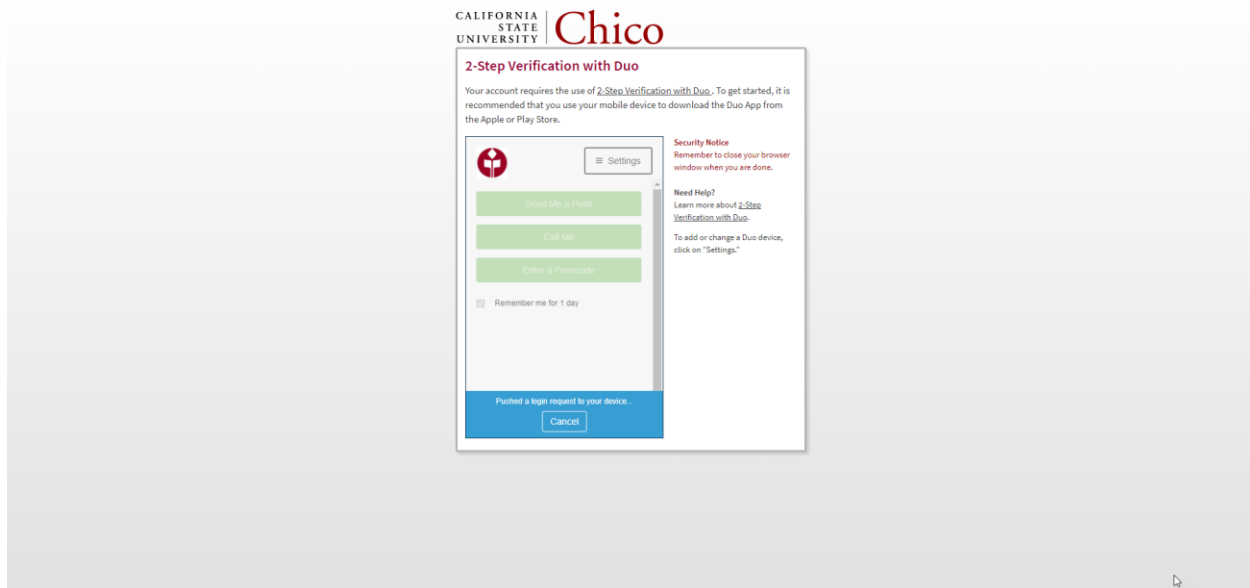 CALIFORNIA
STATE
UNIVERSITY
Chico
2-Step Verification with Duo
Your account requires the use of 2-Step Verification with Duo . To get started, it is
recommended that you use your mobile device to download the Duo App from
the Apple or Play Store.
Settings
Send Me a Push
Call Me
Enter a Passcode
Remember me for 1 day
Pushed a login request to your device...
Cancel
Security Notice
Remember to close your browser
window when you are done.
Need Help?
Learn more about 2-Step
Verification with Duo.
To add or change a Duo device,
click on "Settings."